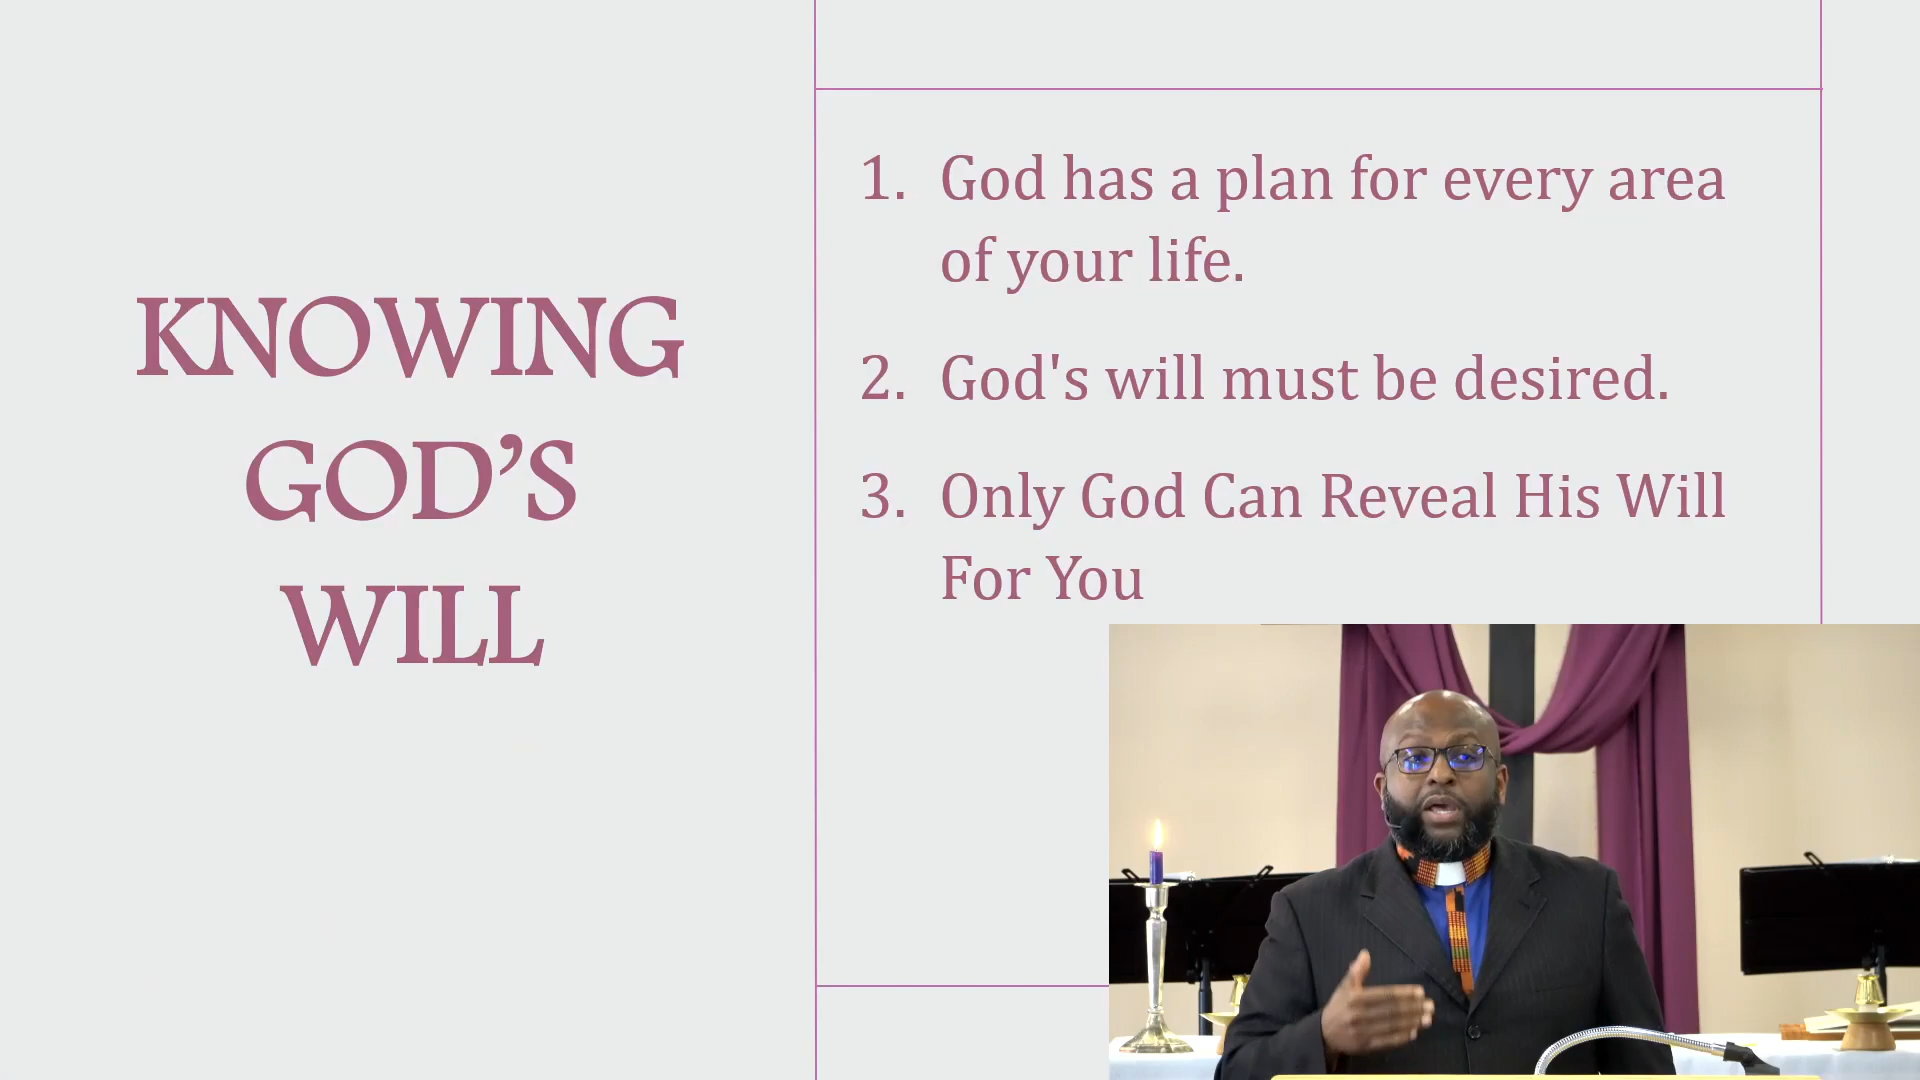 KNOWING
GOD’S
WILL
1. God has a plan for every area
of your life.
2. God's will must be desired.
3. Only God Can Reveal His Will
For You